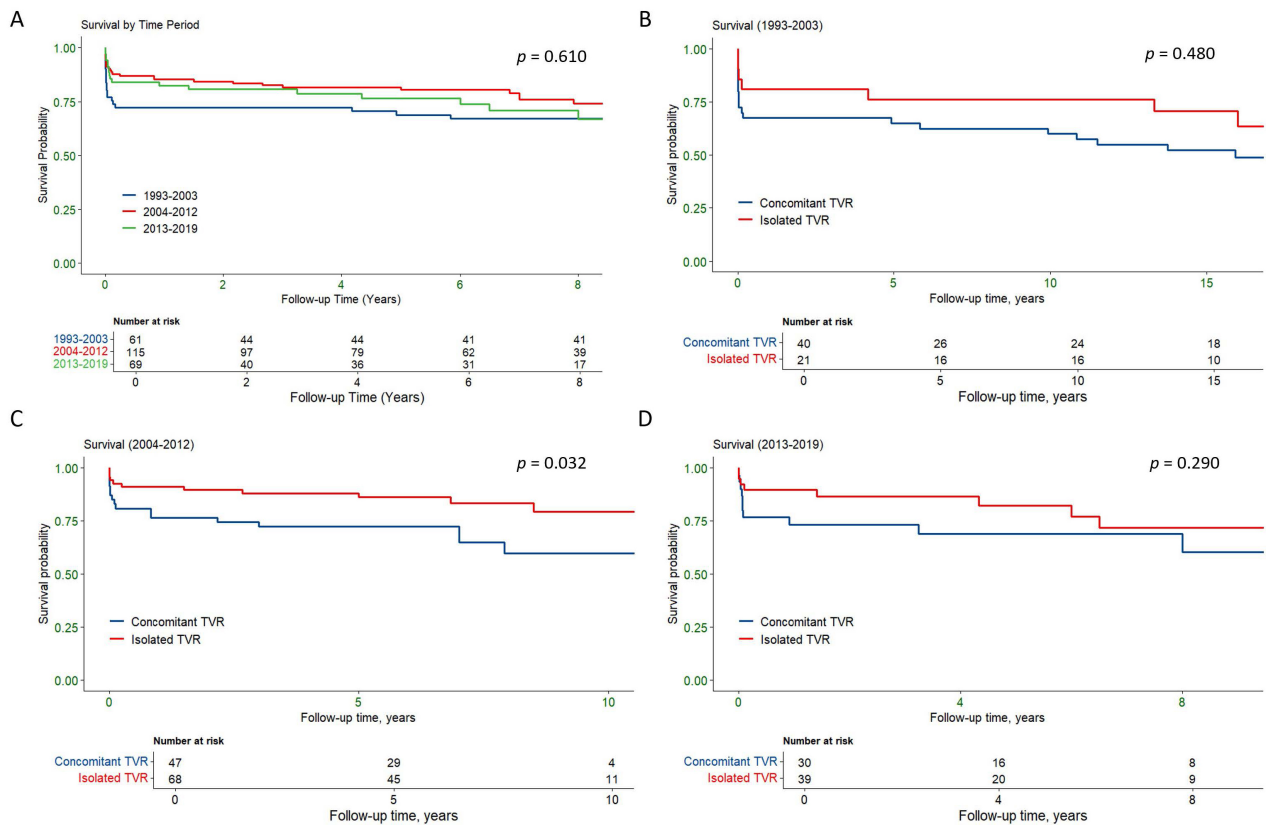 A
Survival by Time Period
p = 0.610
Survival Probability
1.00
0.75
0.50
0.25
0.00
1993-2003
2004-2012
2013-2019
0 2 4 6 8
Follow-up Time (Years)
Number at risk
1993-2003 61 44 44 41 41
2004-2012 115 97 79 62 39
2013-2019 69 40 36 31 17
0 2 4 6 8
Follow-up Time (Years)
B
Survival (1993-2003)
p = 0.480
Survival probability
1.00
0.75
0.50
0.25
0.00
Concomitant TVR
Isolated TVR
0 5 10 15
Follow-up time, years
Number at risk
Concomitant TVR 40 26 24 18
Isolated TVR 21 16 16 10
0 5 10 15
Follow-up time, years
C
Survival (2004-2012)
p = 0.032
Survival probability
1.00
0.75
0.50
0.25
0.00
Concomitant TVR
Isolated TVR
0 5 10
Follow-up time, years
Number at risk
Concomitant TVR 47 29 4
Isolated TVR 68 45 11
0 5 10
Follow-up time, years
D
Survival (2013-2019)
p = 0.290
Survival probability
1.00
0.75
0.50
0.25
0.00
Concomitant TVR
Isolated TVR
0 4 8
Follow-up time, years
Number at risk
Concomitant TVR 30 16 8
Isolated TVR 39 20 9
0 4 8
Follow-up time, years